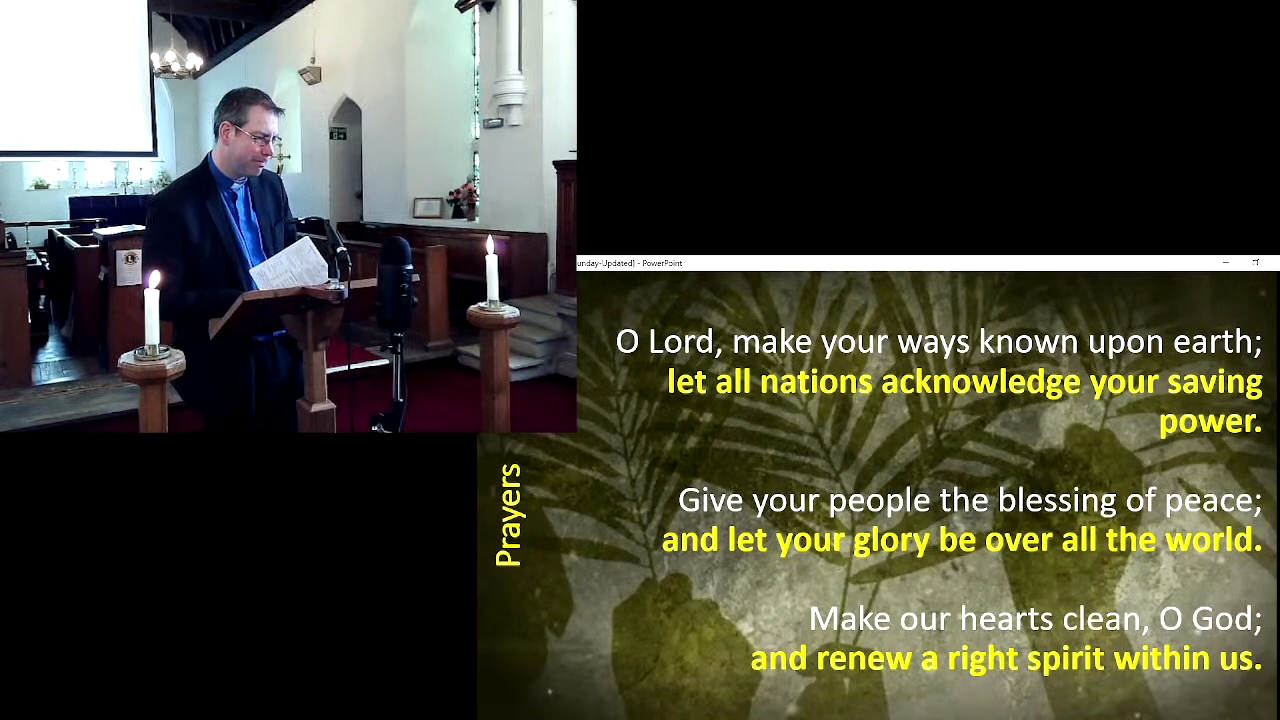 unday-Updated] - PowerPoint
O Lord, make your ways known upon earth;
let all nations acknowledge your saving
power.
Give your people the blessing of peace;
and let your glory be over all the world.
Make our hearts clean, O God;
and renew a right spirit within us.
Prayers